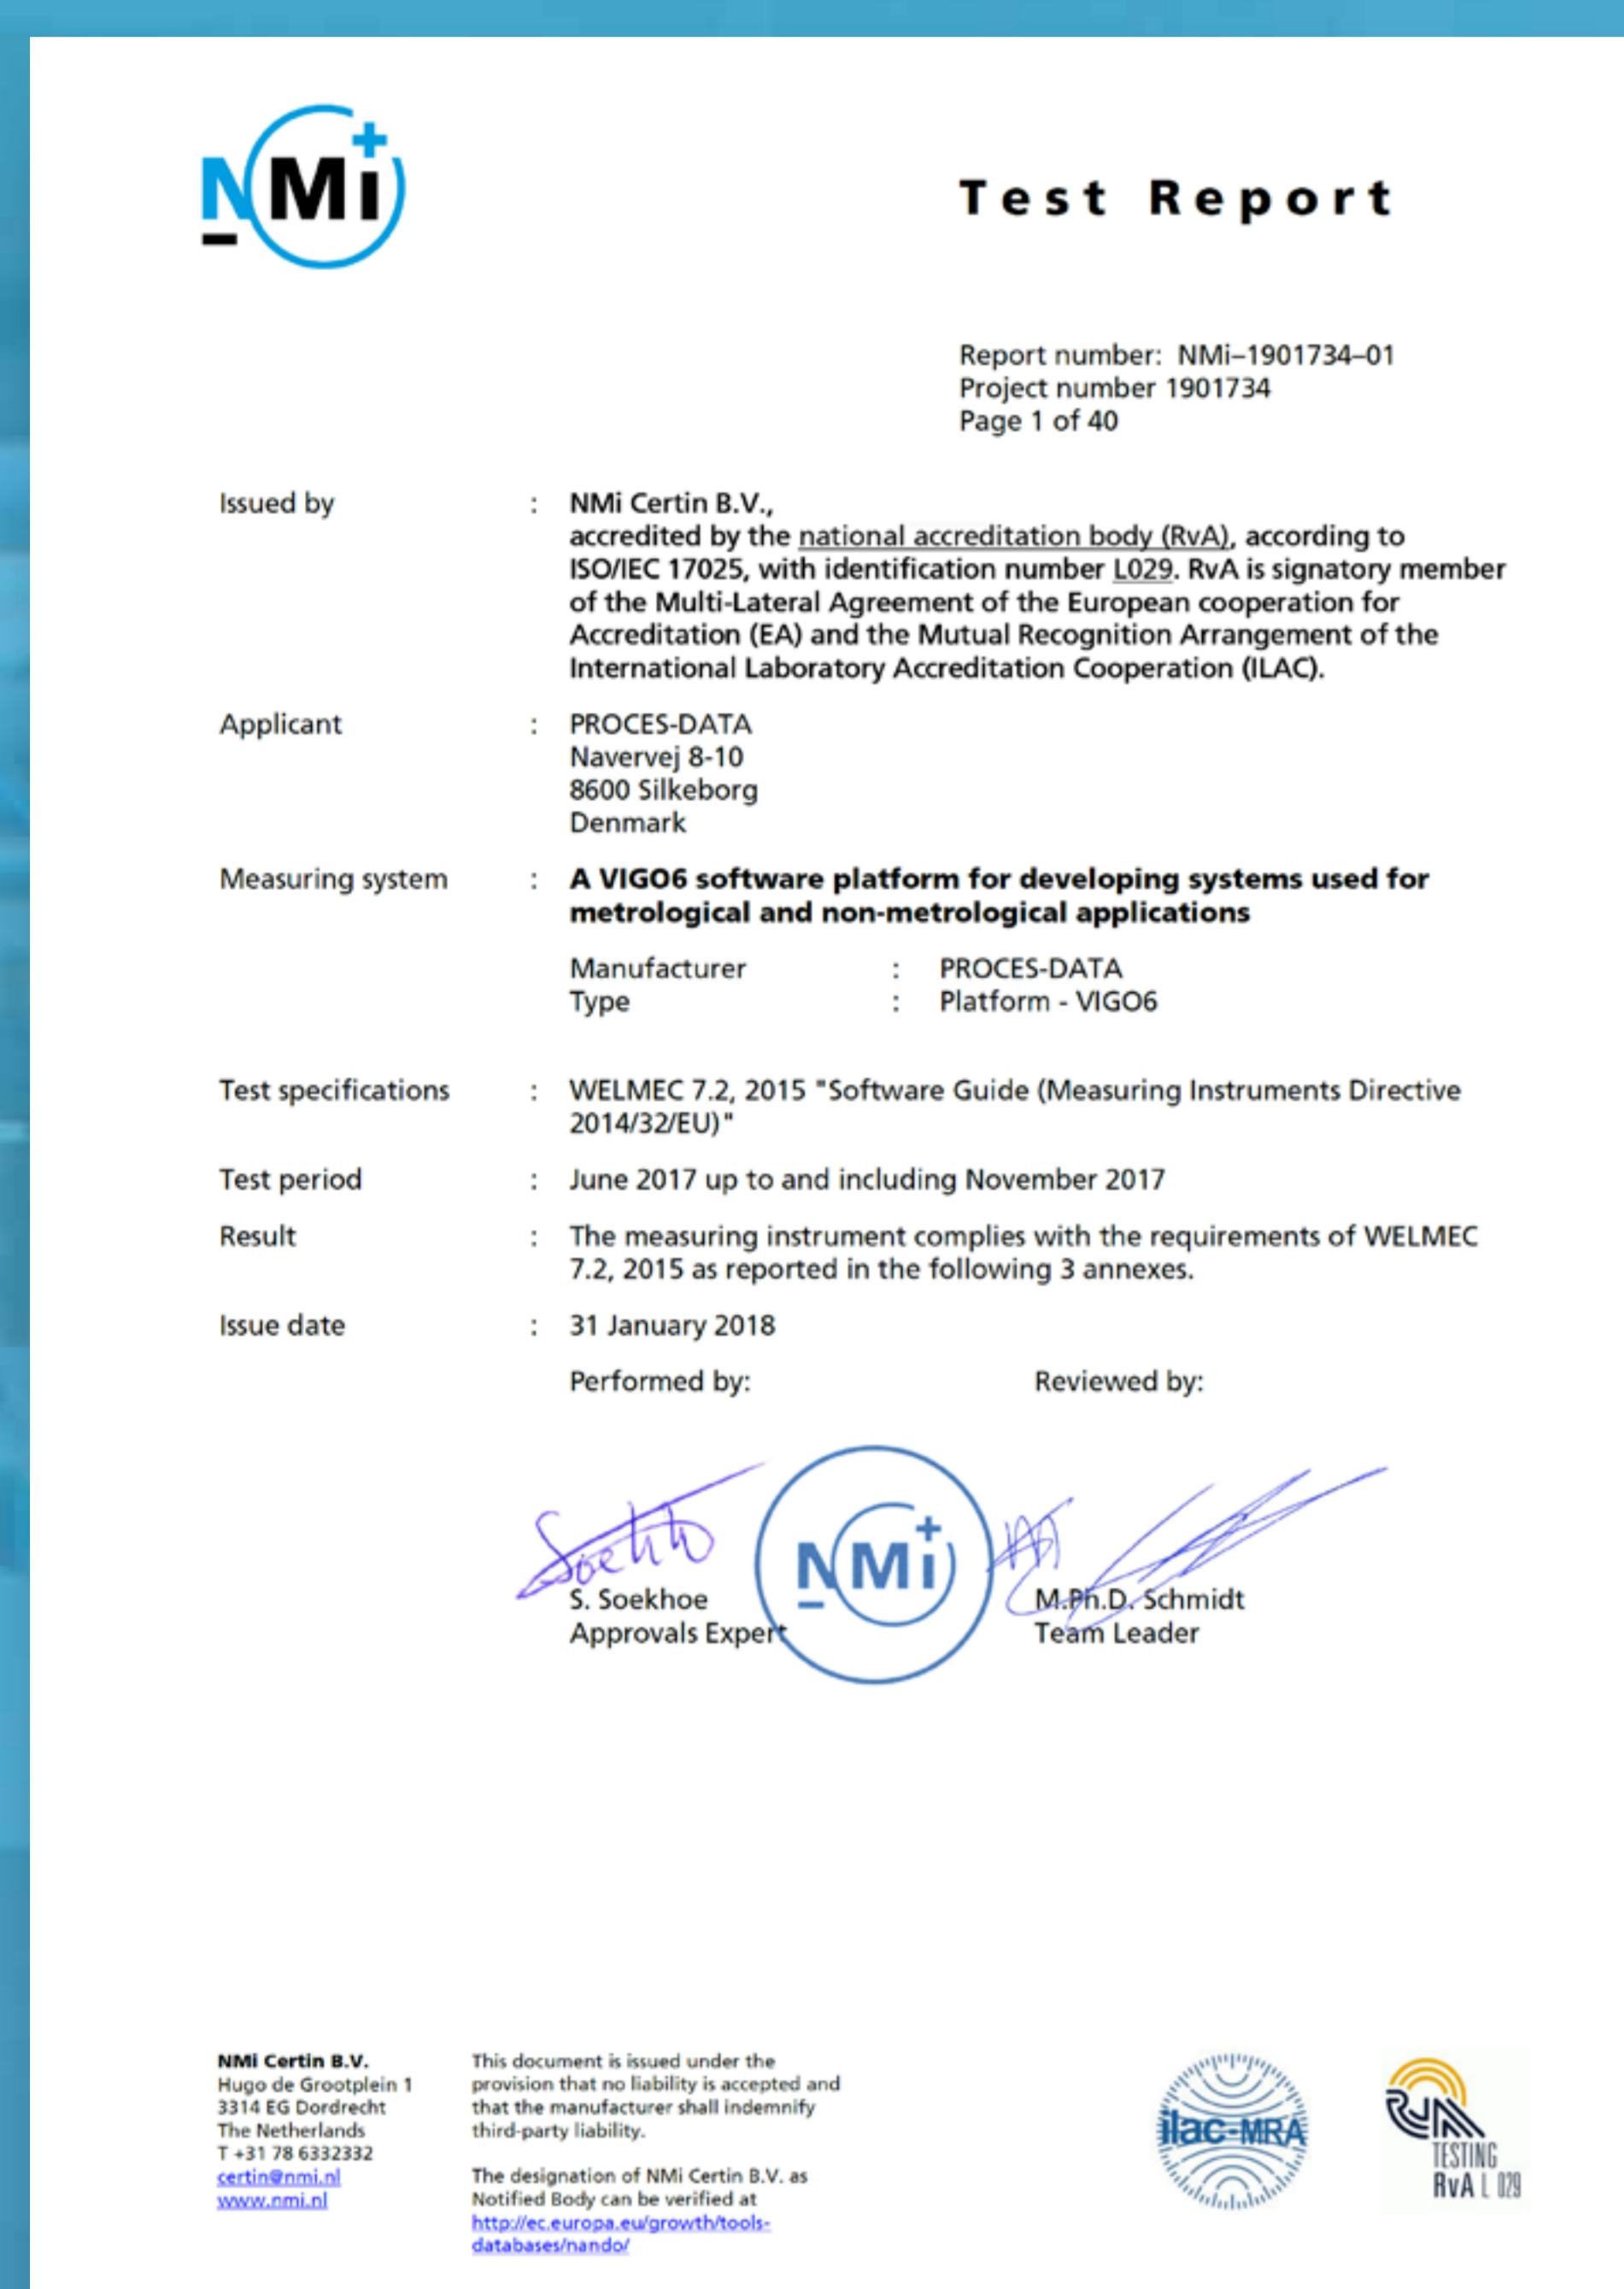 NMi
Test Report
Report number: NMi–1901734–01
Project number 1901734
Page 1 of 40
Issued by : NMi Certin B.V.,
accredited by the national accreditation body (RvA), according to
ISO/IEC 17025, with identification number L029. RvA is signatory member
of the Multi-Lateral Agreement of the European cooperation for
Accreditation (EA) and the Mutual Recognition Arrangement of the
International Laboratory Accreditation Cooperation (ILAC).
Applicant : PROCES-DATA
Navervej 8-10
8600 Silkeborg
Denmark
Measuring system : A VIGO6 software platform for developing systems used for
metrological and non-metrological applications
Manufacturer : PROCES-DATA
Type : Platform - VIGO6
Test specifications : WELMEC 7.2, 2015 "Software Guide (Measuring Instruments Directive
2014/32/EU)"
Test period : June 2017 up to and including November 2017
Result : The measuring instrument complies with the requirements of WELMEC
7.2, 2015 as reported in the following 3 annexes.
Issue date : 31 January 2018
Performed by: Reviewed by:
NMi
S. Soekhoe M.Ph.D. Schmidt
Approvals Expert Team Leader
NMi Certin B.V.
Hugo de Grootplein 1
3314 EG Dordrecht
The Netherlands
T +31 78 6332332
certin@nmi.nl
www.nmi.nl
This document is issued under the
provision that no liability is accepted and
that the manufacturer shall indemnify
third-party liability.
The designation of NMi Certin B.V. as
Notified Body can be verified at
http://ec.europa.eu/growth/tools-
databases/nando/
ilac-MRA
RvA
TESTING
RvA L 029